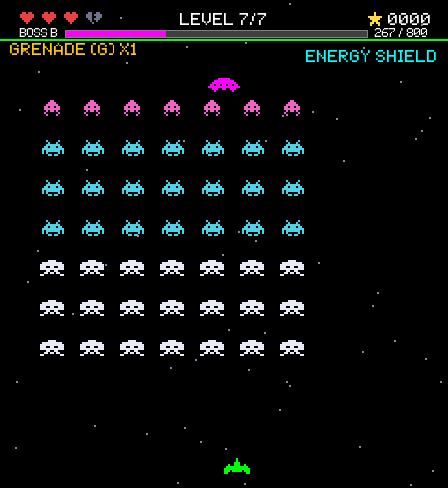 LEVEL 7/7
0000
BOSS B
267 / 800
GRENADE (G) X1
ENERGY SHIELD